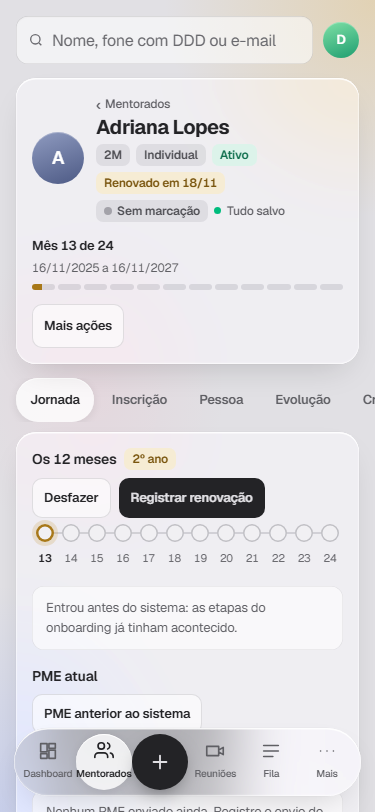 Nome, fone com DDD ou e-mail
D
‹ Mentorados
A
Adriana Lopes
2M Individual Ativo
Renovado em 18/11
Sem marcação Tudo salvo
Mês 13 de 24
16/11/2025 a 16/11/2027
Mais ações
Jornada Inscrição Pessoa Evolução
Os 12 meses 2º ano
Desfazer Registrar renovação
13 14 15 16 17 18 19 20 21 22 23 24
Entrou antes do sistema: as etapas do
onboarding já tinham acontecido.
PME atual
PME anterior ao sistema
Dashboard Mentorados + Reuniões Fila Mais